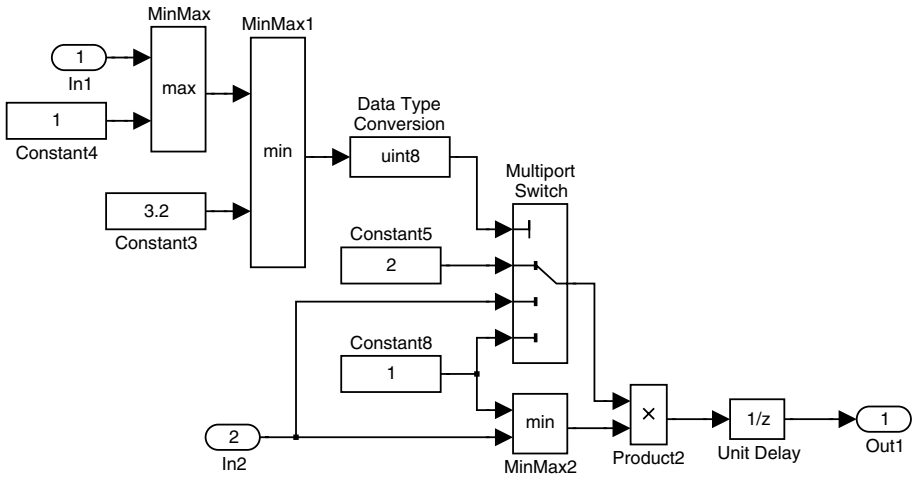 MinMax
MinMax1
1
In1
max
1
Constant4
min
Data Type
Conversion
uint8
3.2
Constant3
Multiport
Switch
Constant5
2
Constant8
1
2
In2
min
MinMax2
×
Product2
1/z
Unit Delay
1
Out1